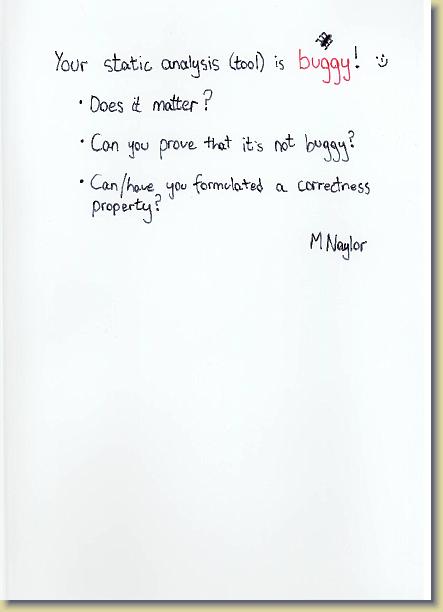 Your static analysis (tool) is buggy!
• Does it matter?
• Can you prove that it's not buggy?
• Can/have you formulated a correctness
property?
M Naylor